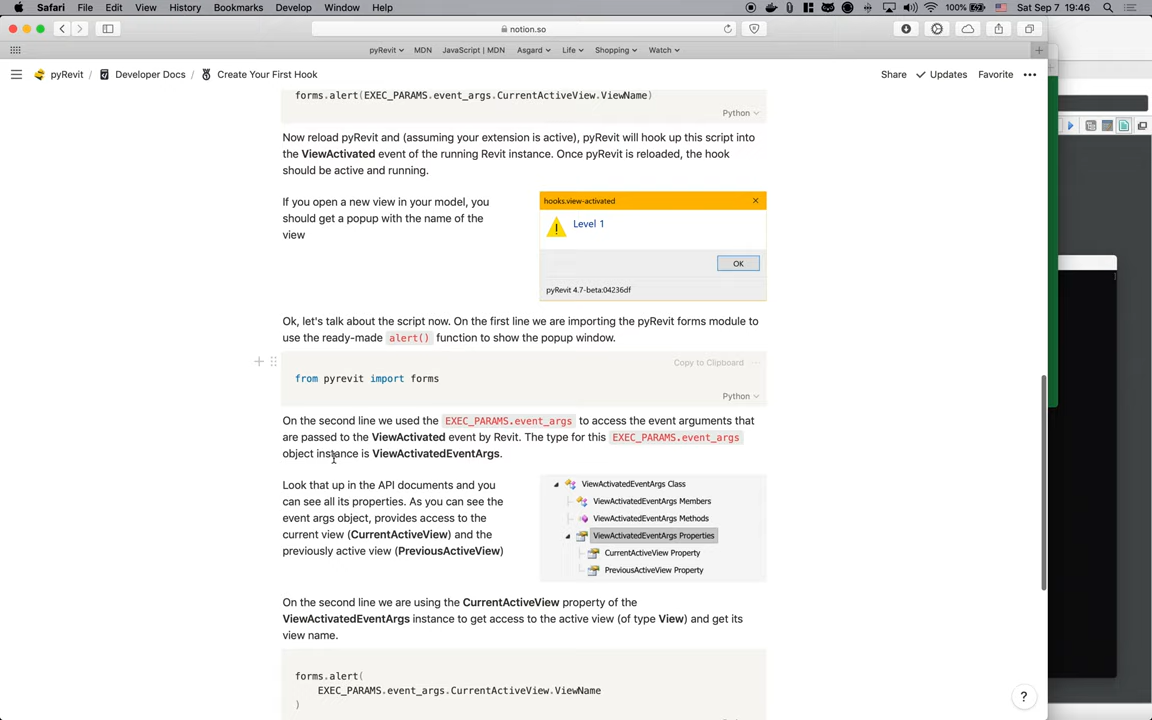 Safari File Edit View History Bookmarks Develop Window Help 100% Sat Sep 7 19:46
notion.so
pyRevit MDN JavaScript | MDN Asgard Life Shopping Watch
pyRevit / Developer Docs / Create Your First Hook Share Updates Favorite
forms.alert(EXEC_PARAMS.event_args.CurrentActiveView.ViewName)
Python
Now reload pyRevit and (assuming your extension is active), pyRevit will hook up this script into
the ViewActivated event of the running Revit instance. Once pyRevit is reloaded, the hook
should be active and running.
If you open a new view in your model, you
should get a popup with the name of the
view
hooks.view-activated
Level 1
OK
pyRevit 4.7-beta:04236df
Ok, let's talk about the script now. On the first line we are importing the pyRevit forms module to
use the ready-made alert() function to show the popup window.
Copy to Clipboard
from pyrevit import forms
Python
On the second line we used the EXEC_PARAMS.event_args to access the event arguments that
are passed to the ViewActivated event by Revit. The type for this EXEC_PARAMS.event_args
object instance is ViewActivatedEventArgs.
Look that up in the API documents and you
can see all its properties. As you can see the
event args object, provides access to the
current view (CurrentActiveView) and the
previously active view (PreviousActiveView)
ViewActivatedEventArgs Class
ViewActivatedEventArgs Members
ViewActivatedEventArgs Methods
ViewActivatedEventArgs Properties
CurrentActiveView Property
PreviousActiveView Property
On the second line we are using the CurrentActiveView property of the
ViewActivatedEventArgs instance to get access to the active view (of type View) and get its
view name.
forms.alert(
EXEC_PARAMS.event_args.CurrentActiveView.ViewName
)
?